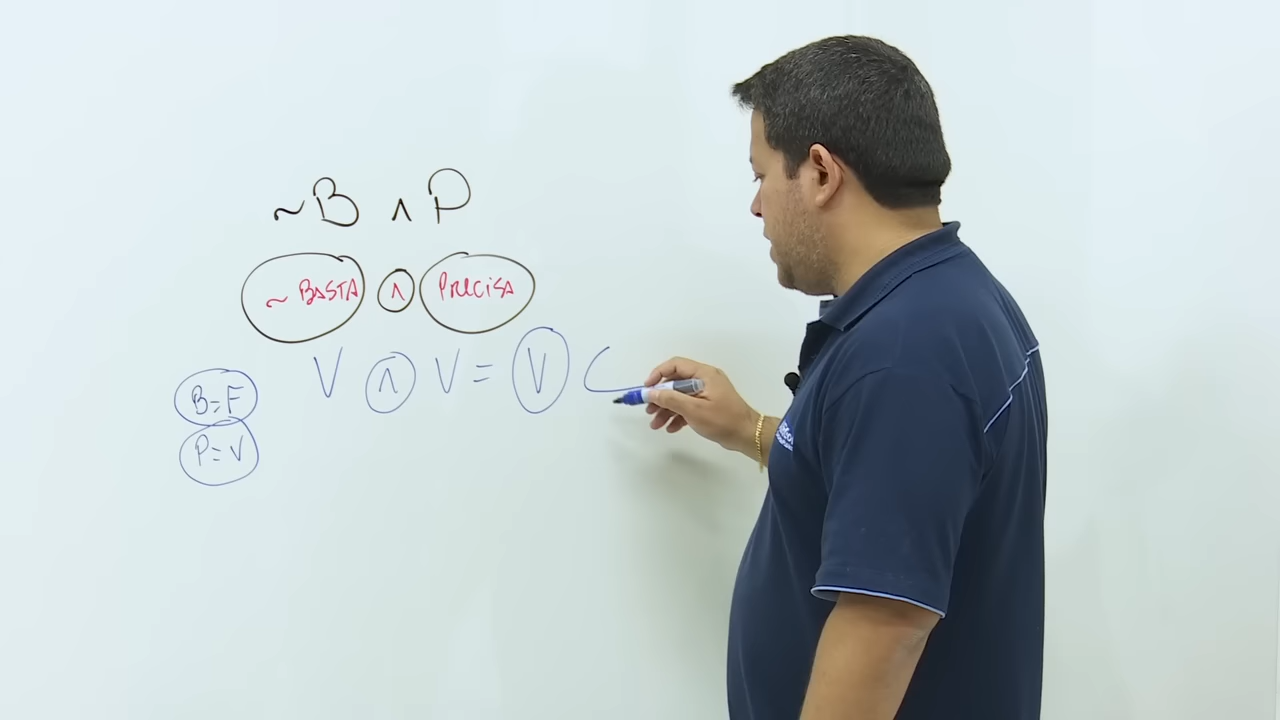 ~B ∧ P
~ BASTA ∧ PRECISA
V ∧ V = V C
B=F
P=V